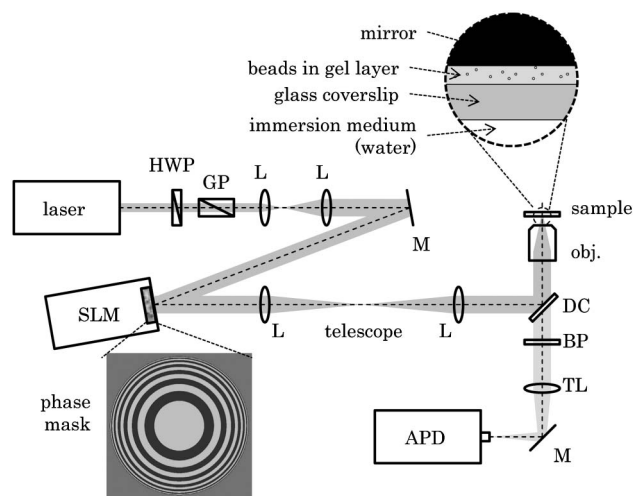 mirror
beads in gel layer
glass coverslip
immersion medium
(water)
HWP
GP
L
L
laser
M
sample
obj.
SLM
L
telescope
L
DC
BP
TL
phase
mask
APD
M